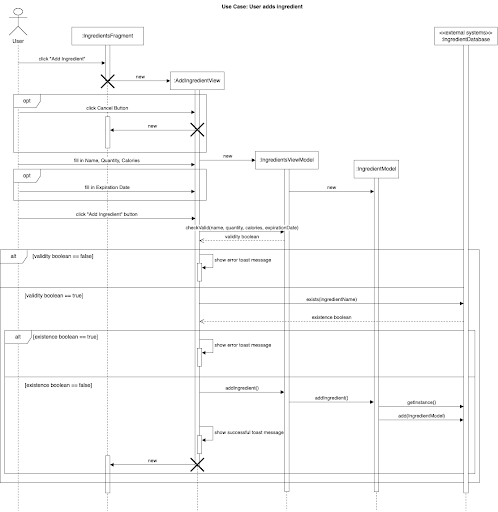 Use Case: User adds Ingredient
<<external systems>>
:IngredientDatabase
:IngredientsFragment
User
click "Add Ingredient"
new
:AddIngredientView
opt
click Cancel Button
new
fill in Name, Quantity, Calories
new
:IngredientsViewModel
:IngredientModel
opt
fill in Expiration Date
new
click "Add Ingredient" button
checkValid(name, quantity, calories, expirationDate)
validity boolean
alt
[validity boolean == false]
show error toast message
[validity boolean == true]
exists(IngredientName)
existence boolean
alt
[existence boolean == true]
show error toast message
[existence boolean == false]
addIngredient()
addIngredient()
getInstance()
add(IngredientModel)
show successful toast message
new